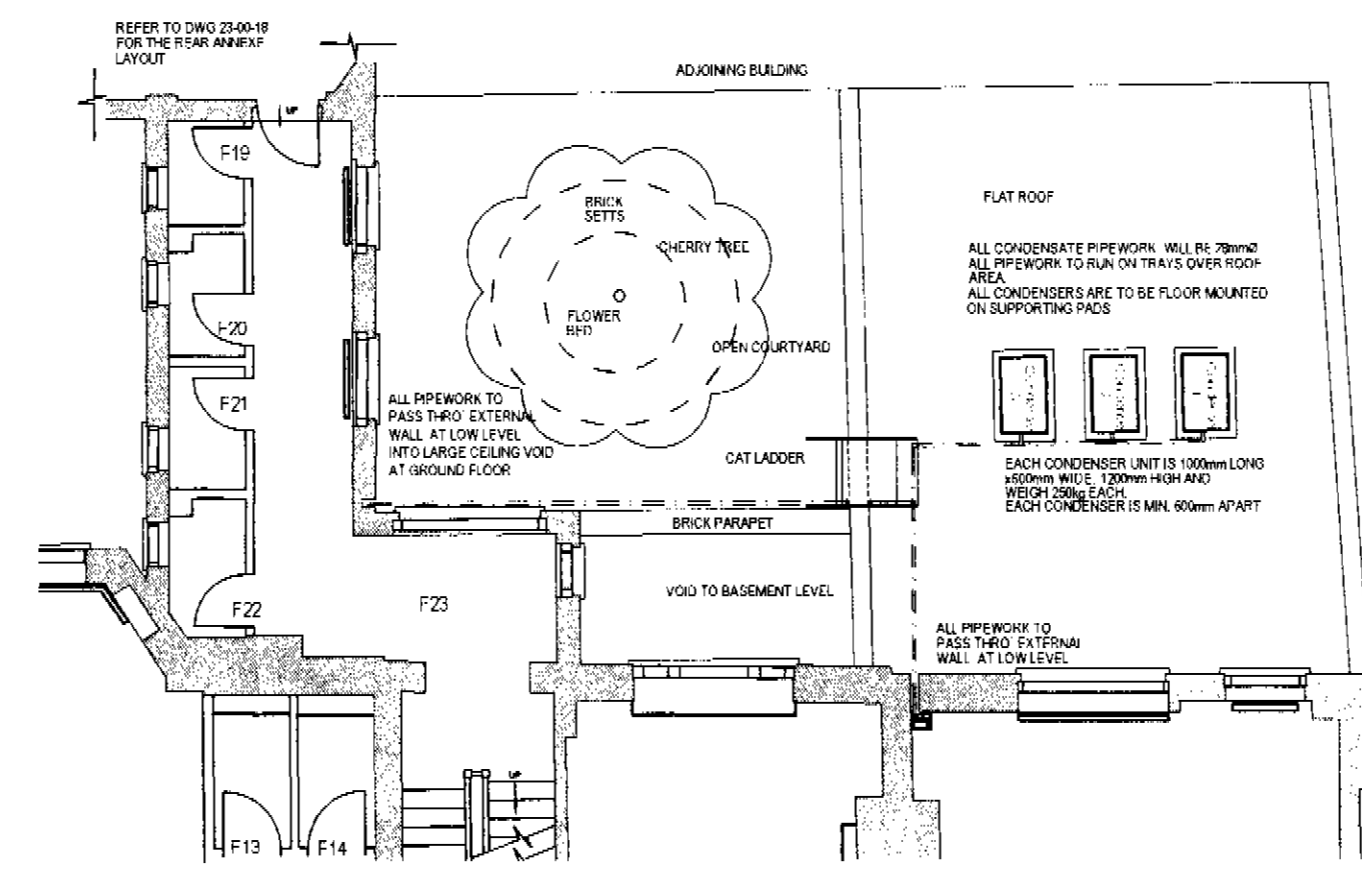 REFER TO DWG 23-00-18
FOR THE REAR ANNEXE
LAYOUT
ADJOINING BUILDING
UP
F19
F20
F21
F22
F23
F13
F14
UP
BRICK
SETTS
CHERRY TREE
FLOWER
BED
OPEN COURTYARD
ALL PIPEWORK TO
PASS THRO' EXTERNAL
WALL AT LOW LEVEL
INTO LARGE CEILING VOID
AT GROUND FLOOR
CAT LADDER
BRICK PARAPET
VOID TO BASEMENT LEVEL
FLAT ROOF
ALL CONDENSATE PIPEWORK WILL BE 78mmØ
ALL PIPEWORK TO RUN ON TRAYS OVER ROOF
AREA
ALL CONDENSERS ARE TO BE FLOOR MOUNTED
ON SUPPORTING PADS
EACH CONDENSER UNIT IS 1000mm LONG
x600mm WIDE, 1200mm HIGH AND
WEIGH 250kg EACH.
EACH CONDENSER IS MIN. 600mm APART
ALL PIPEWORK TO
PASS THRO' EXTERNAL
WALL AT LOW LEVEL